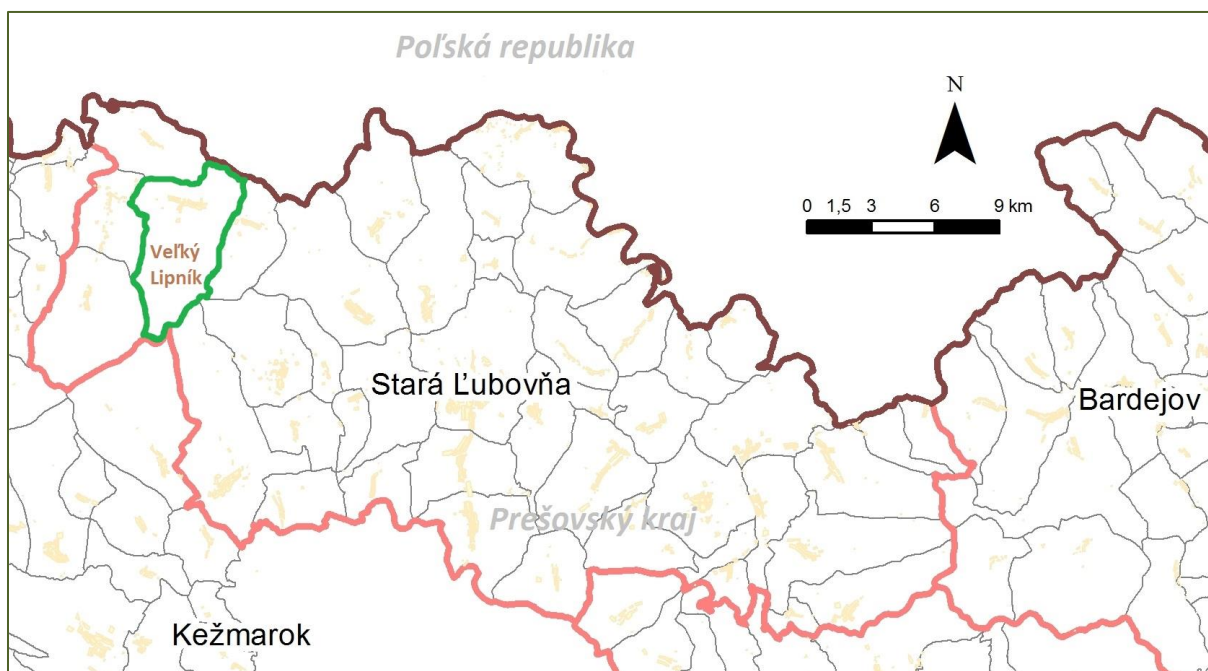 Poľská republika
N
0 1,5 3 6 9 km
Veľký
Lipník
Stará Ľubovňa
Bardejov
Prešovský kraj
Kežmarok